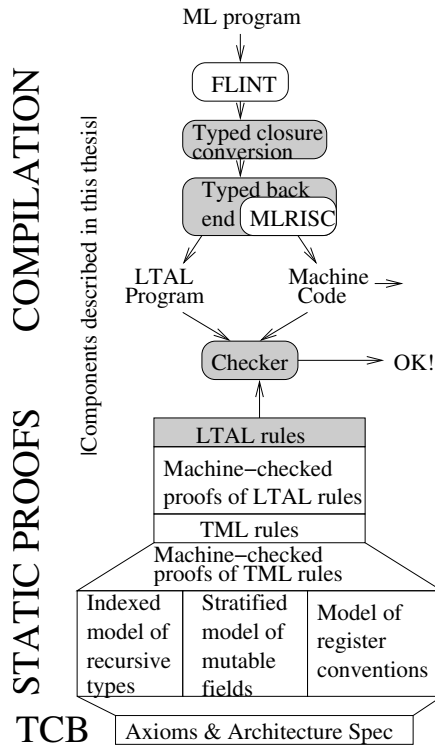 ML program
FLINT
Typed closure
conversion
Typed back
end
MLRISC
LTAL
Program
Machine
Code
Checker
OK!
COMPILATION
|Components described in this thesis|
LTAL rules
Machine−checked
proofs of LTAL rules
TML rules
Machine−checked
proofs of TML rules
Indexed
model of
recursive
types
Stratified
model of
mutable
fields
Model of
register
conventions
STATIC PROOFS
TCB
Axioms & Architecture Spec